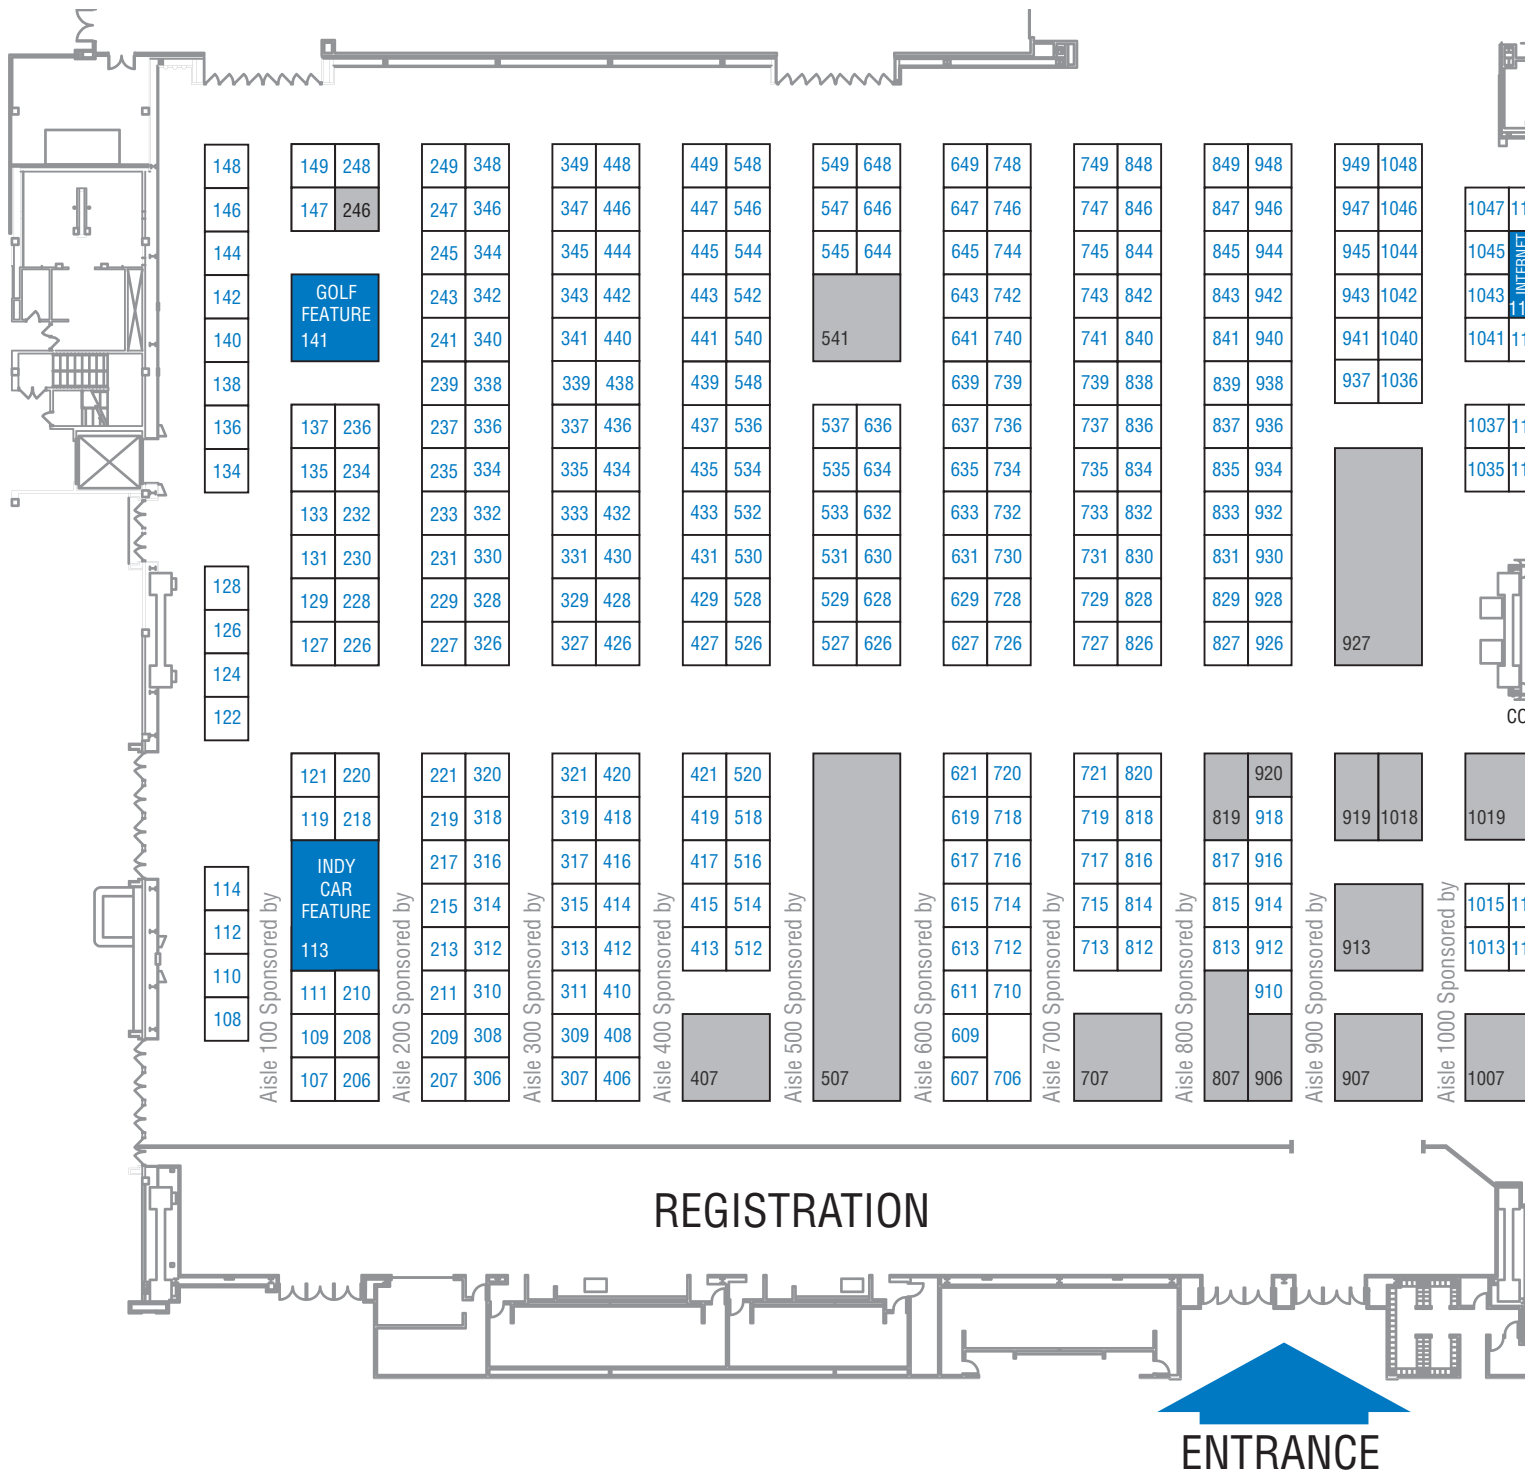 148 149 248 249 348 349 448 449 548 549 648 649 748 749 848 849 948 949 1048
146 147 246 247 346 347 446 447 546 547 646 647 746 747 846 847 946 947 1046 1047 11
144 245 344 345 444 445 544 545 644 645 744 745 844 845 944 945 1044 1045 INTERNET
142 GOLF 243 342 343 442 443 542 643 742 743 842 843 942 943 1042 1043 11
FEATURE
140 141 241 340 341 440 441 540 541 641 740 741 840 841 940 941 1040 1041 11
138 239 338 339 438 439 548 639 739 739 838 839 938 937 1036
136 137 236 237 336 337 436 437 536 537 636 637 736 737 836 837 936 1037 11
134 135 234 235 334 335 434 435 534 535 634 635 734 735 834 835 934 1035 11
133 232 233 332 333 432 433 532 533 632 633 732 733 832 833 932
131 230 231 330 331 430 431 530 531 630 631 730 731 830 831 930
128 129 228 229 328 329 428 429 528 529 628 629 728 729 828 829 928
126 127 226 227 326 327 426 427 526 527 626 627 726 727 826 827 926 927
124
122 CO
121 220 221 320 321 420 421 520 621 720 721 820 920
119 218 219 318 319 418 419 518 619 718 719 818 819 918 919 1018 1019
INDY 217 316 317 416 417 516 617 716 717 816 817 916
114 CAR
FEATURE 215 314 315 414 415 514 615 714 715 814 815 914 1015 11
112 113 213 312 313 412 413 512 613 712 713 812 813 912 913 1013 11
110 111 210 211 310 311 410 611 710 910
108 109 208 209 308 309 408 609
107 206 207 306 307 406 407 507 607 706 707 807 906 907 1007
Aisle 100 Sponsored by
Aisle 200 Sponsored by
Aisle 300 Sponsored by
Aisle 400 Sponsored by
Aisle 500 Sponsored by
Aisle 600 Sponsored by
Aisle 700 Sponsored by
Aisle 800 Sponsored by
Aisle 900 Sponsored by
Aisle 1000 Sponsored by
REGISTRATION
ENTRANCE